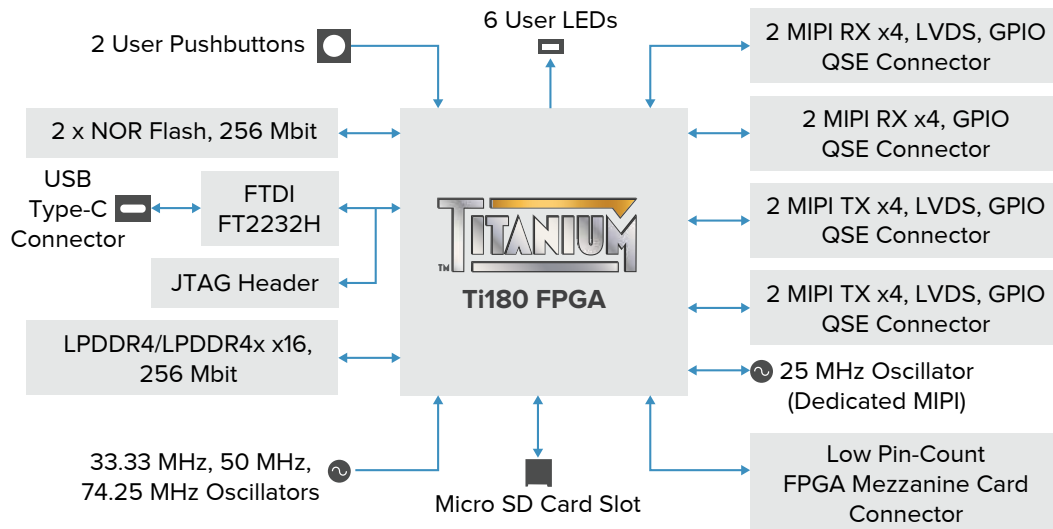 6 User LEDs
2 User Pushbuttons
2 MIPI RX x4, LVDS, GPIO
QSE Connector
2 x NOR Flash, 256 Mbit
2 MIPI RX x4, GPIO
QSE Connector
USB
Type-C
Connector
FTDI
FT2232H
JTAG Header
TITANIUM
TM
Ti180 FPGA
2 MIPI TX x4, LVDS, GPIO
QSE Connector
2 MIPI TX x4, LVDS, GPIO
QSE Connector
LPDDR4/LPDDR4x x16,
256 Mbit
25 MHz Oscillator
(Dedicated MIPI)
33.33 MHz, 50 MHz,
74.25 MHz Oscillators
Micro SD Card Slot
Low Pin-Count
FPGA Mezzanine Card
Connector